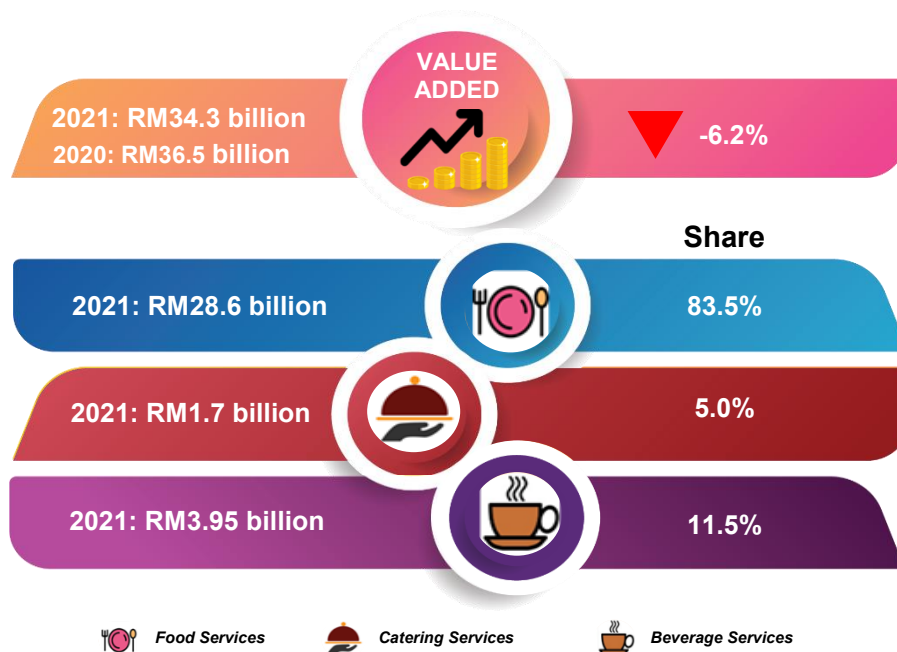 VALUE
ADDED
2021: RM34.3 billion
2020: RM36.5 billion
-6.2%
Share
2021: RM28.6 billion
83.5%
2021: RM1.7 billion
5.0%
2021: RM3.95 billion
11.5%
Food Services
Catering Services
Beverage Services